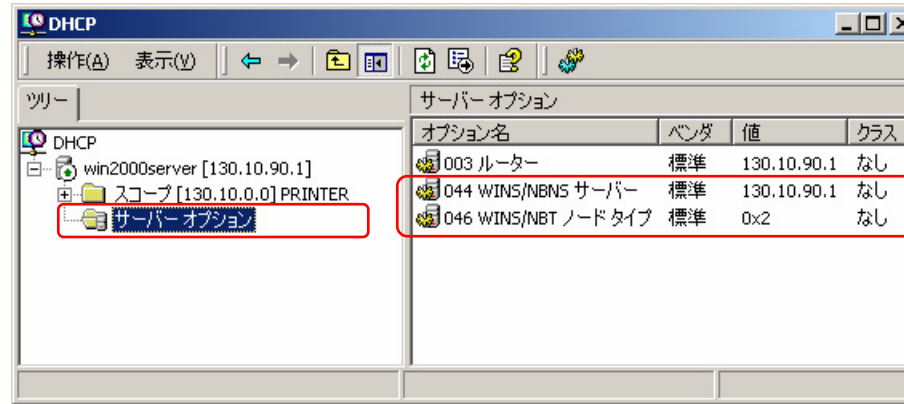 DHCP
操作(A) 表示(V)
ツリー
サーバー オプション
DHCP
win2000server [130.10.90.1]
スコープ [130.10.0.0] PRINTER
サーバー オプション
オプション名 ベンダ 値 クラス
003 ルーター 標準 130.10.90.1 なし
044 WINS/NBNS サーバー 標準 130.10.90.1 なし
046 WINS/NBT ノード タイプ 標準 0x2 なし